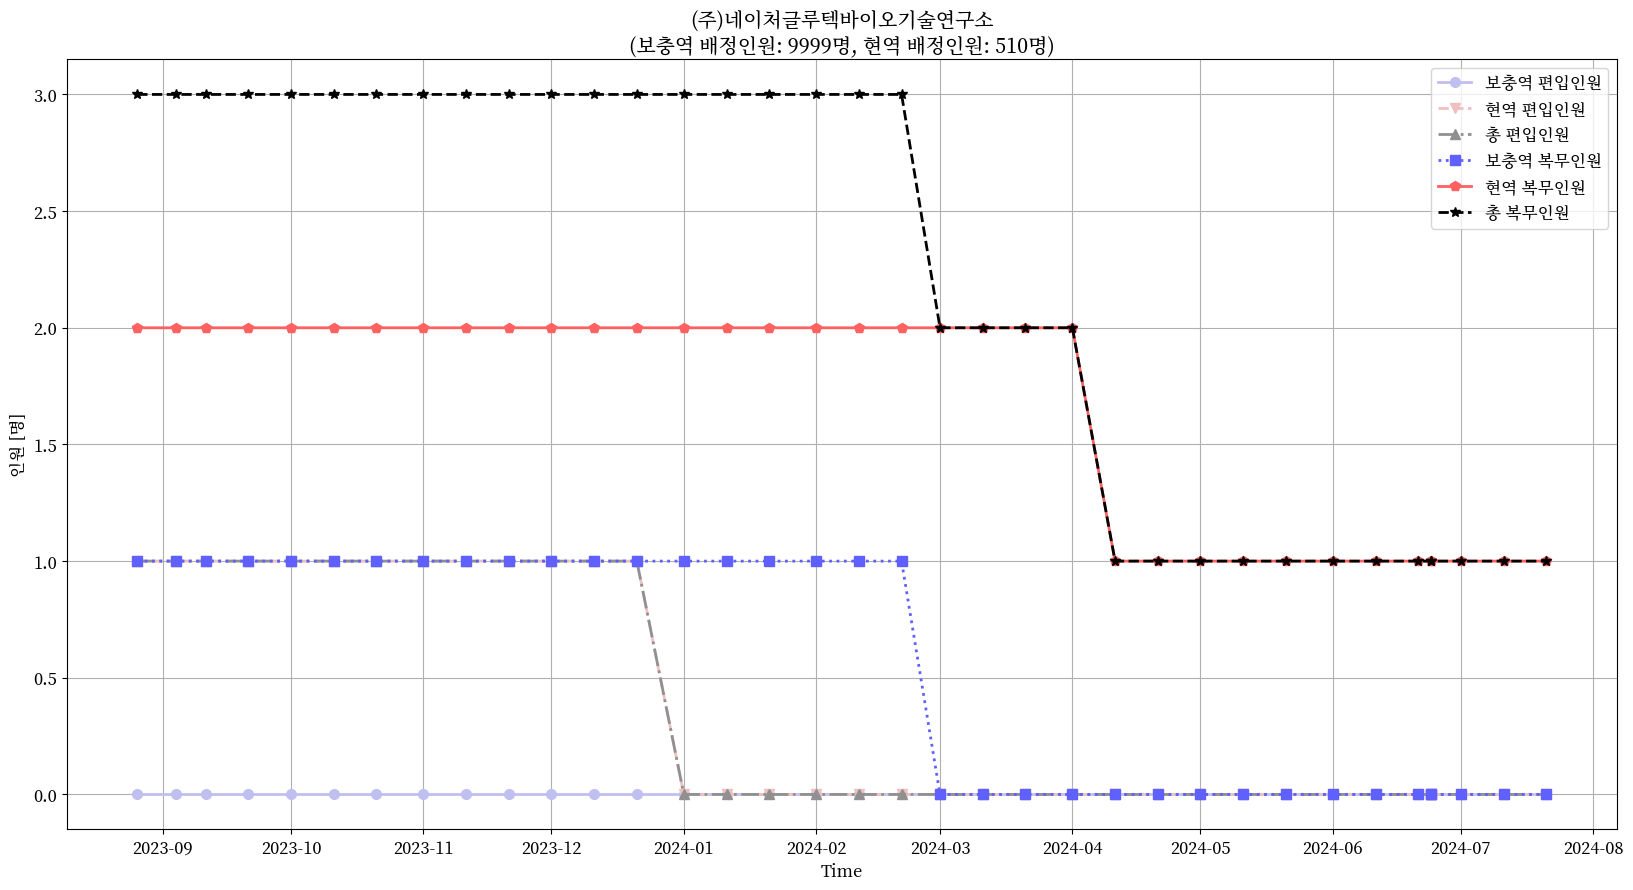 (주)네이처글루텍바이오기술연구소
(보충역 배정인원: 9999명, 현역 배정인원: 510명)
보충역 편입인원
현역 편입인원
총 편입인원
보충역 복무인원
현역 복무인원
총 복무인원
인원 [명]
3.0
2.5
2.0
1.5
1.0
0.5
0.0
2023-09 2023-10 2023-11 2023-12 2024-01 2024-02 2024-03 2024-04 2024-05 2024-06 2024-07 2024-08
Time